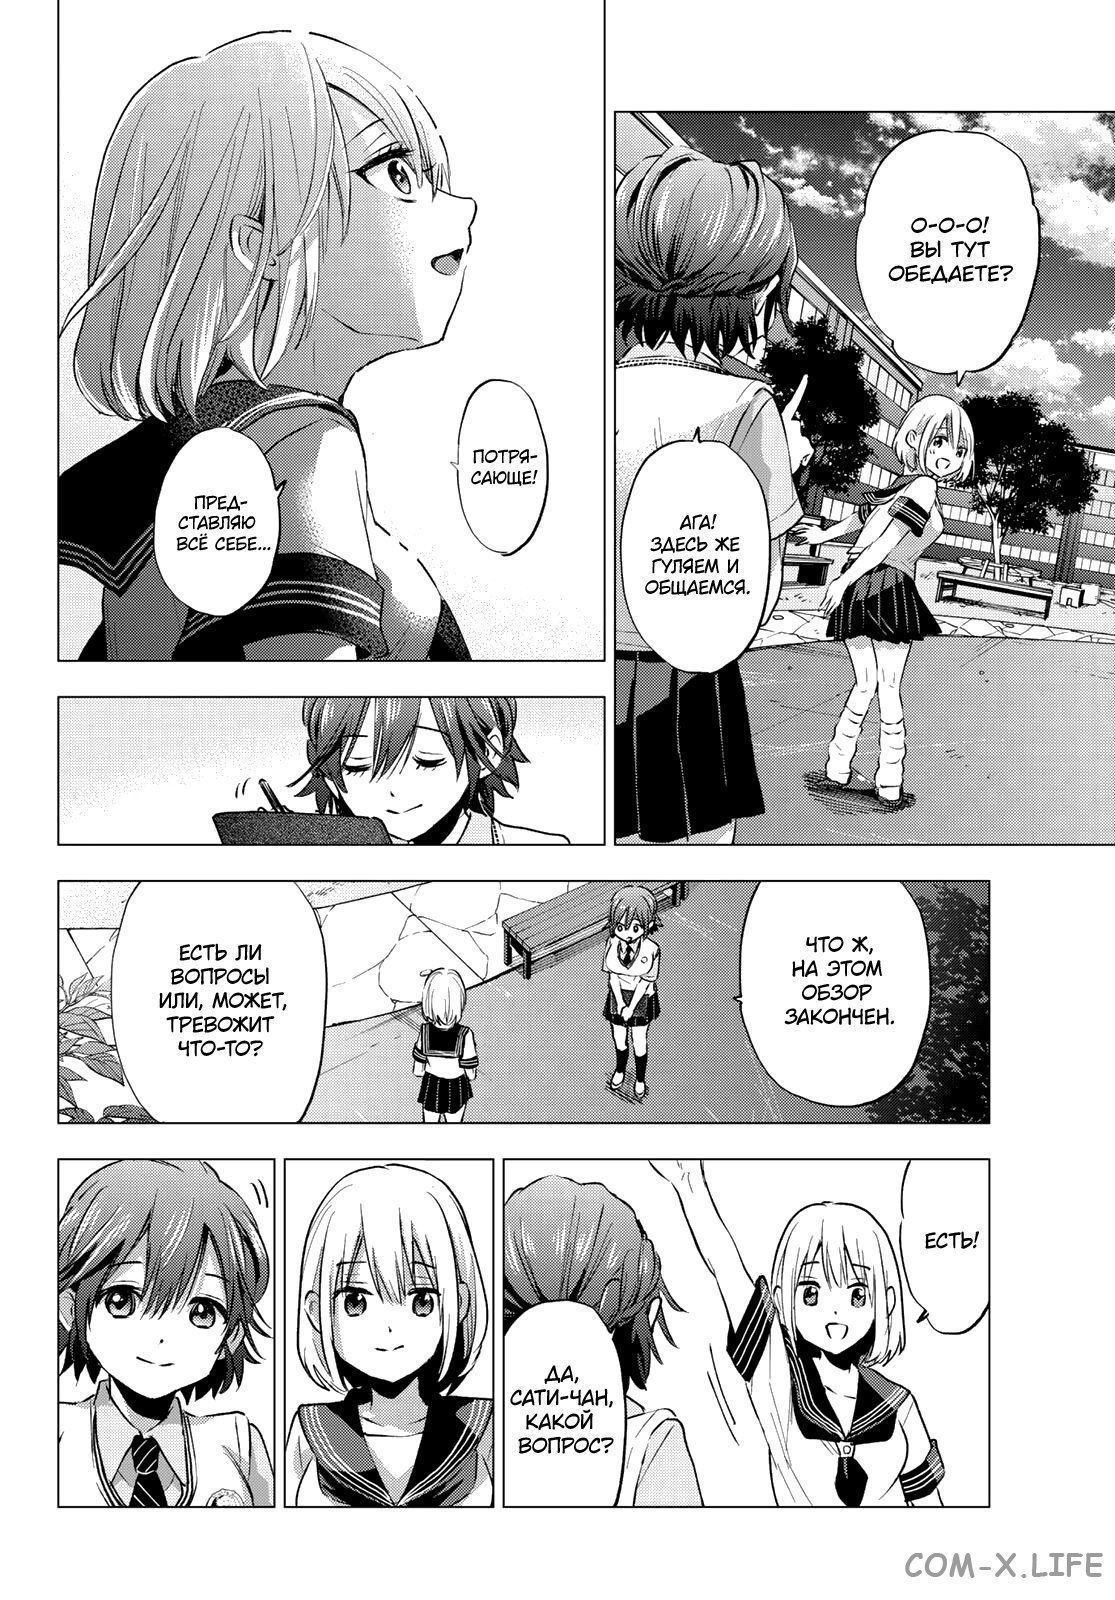 О-О-О!
ВЫ ТУТ
ОБЕДАЕТЕ?
АГА!
ЗДЕСЬ ЖЕ
ГУЛЯЕМ И
ОБЩАЕМСЯ.
ПОТРЯ-
САЮЩЕ!
ПРЕД-
СТАВЛЯЮ
ВСЁ СЕБЕ...
ЧТО Ж,
НА ЭТОМ
ОБЗОР
ЗАКОНЧЕН.
ЕСТЬ ЛИ
ВОПРОСЫ
ИЛИ, МОЖЕТ,
ТРЕВОЖИТ
ЧТО-ТО?
ЕСТЬ!
ДА,
САТИ-ЧАН,
КАКОЙ
ВОПРОС?
COM-X.LIFE